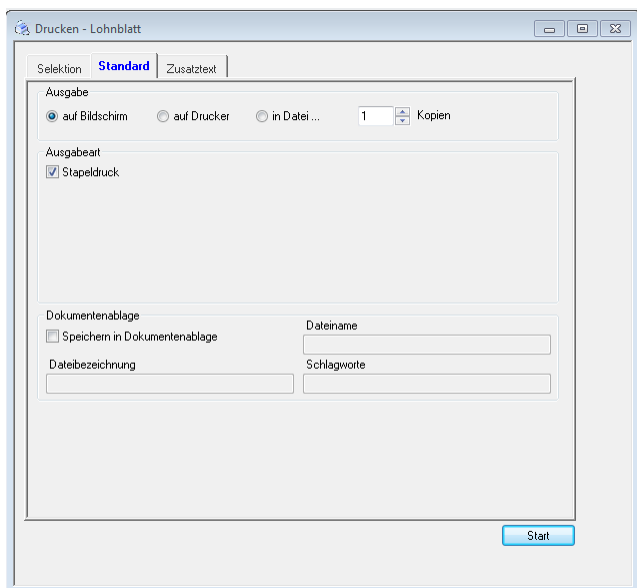 Drucken - Lohnblatt
Selektion Standard Zusatztext
Ausgabe
auf Bildschirm auf Drucker in Datei ... 1 Kopien
Ausgabeart
Stapeldruck
Dokumentenablage
Dateiname
Speichern in Dokumentenablage
Dateibezeichnung Schlagworte
Start